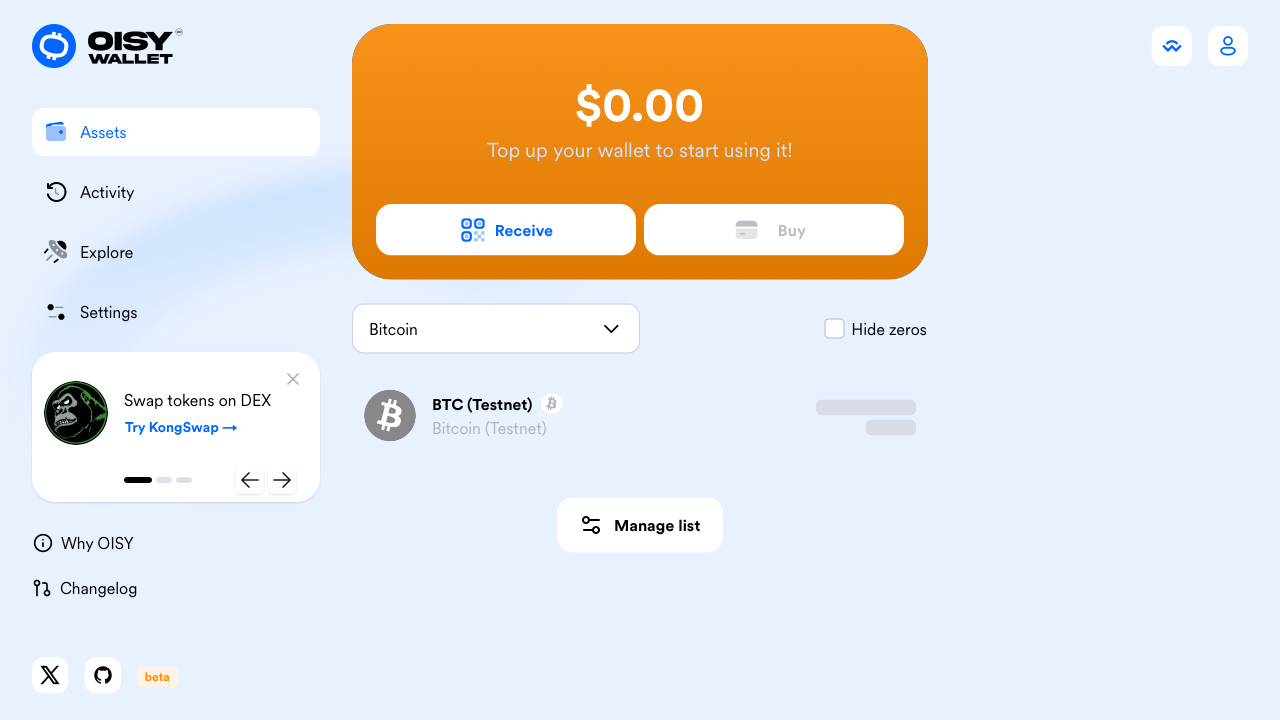 OISY
WALLET
Assets
Activity
Explore
Settings
Swap tokens on DEX
Try KongSwap →
Why OISY
Changelog
beta
$0.00
Top up your wallet to start using it!
Receive
Buy
Bitcoin
Hide zeros
BTC (Testnet)
Bitcoin (Testnet)
Manage list